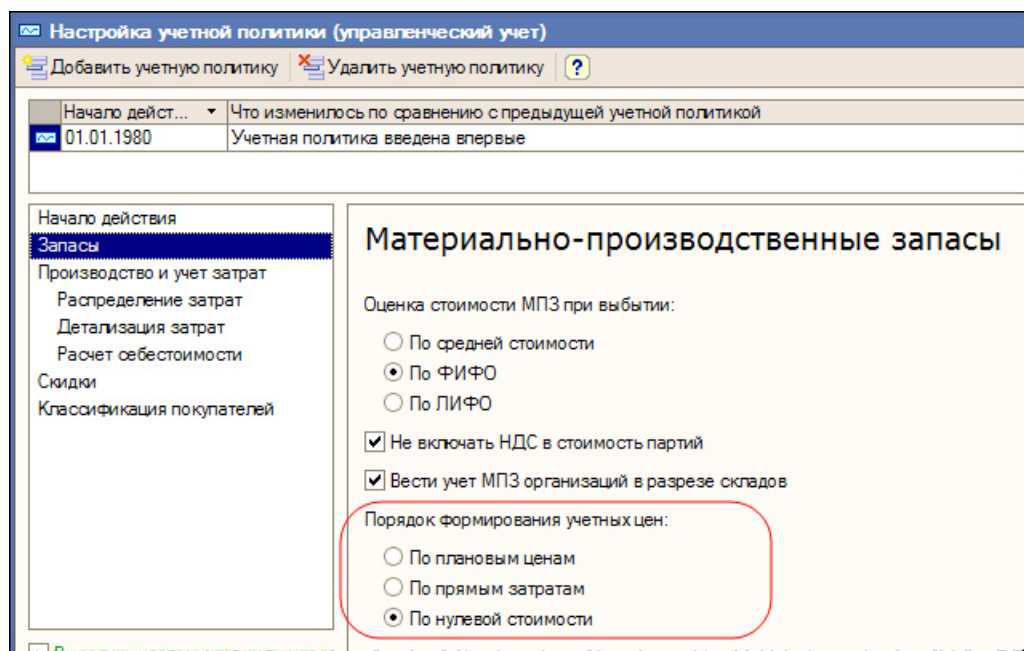 Настройка учетной политики (управленческий учет)
Добавить учетную политику Удалить учетную политику ?
Начало дейст... Что изменилось по сравнению с предыдущей учетной политикой
01.01.1980 Учетная политика введена впервые
Начало действия
Запасы
Производство и учет затрат
Распределение затрат
Детализация затрат
Расчет себестоимости
Скидки
Классификация покупателей
Материально-производственные запасы
Оценка стоимости МПЗ при выбытии:
По средней стоимости
По ФИФО
По ЛИФО
Не включать НДС в стоимость партий
Вести учет МПЗ организаций в разрезе складов
Порядок формирования учетных цен:
По плановым ценам
По прямым затратам
По нулевой стоимости